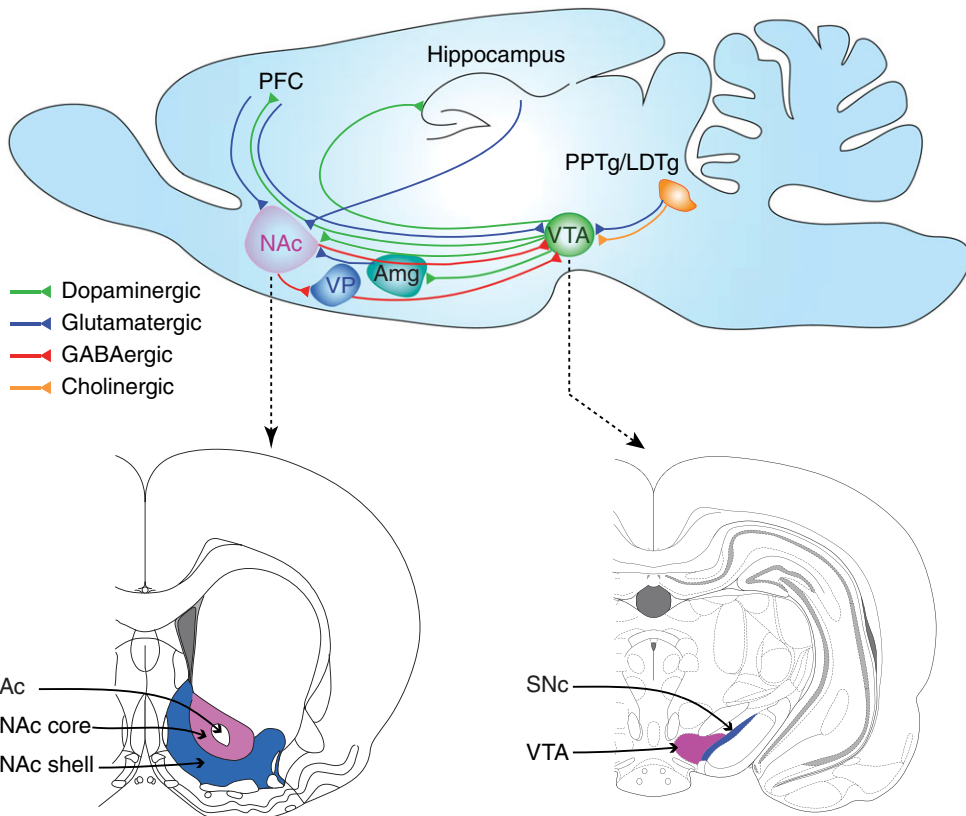 Hippocampus
PFC
PPTg/LDTg
NAc
VTA
Amg
VP
Dopaminergic
Glutamatergic
GABAergic
Cholinergic
Ac
NAc core
NAc shell
SNc
VTA